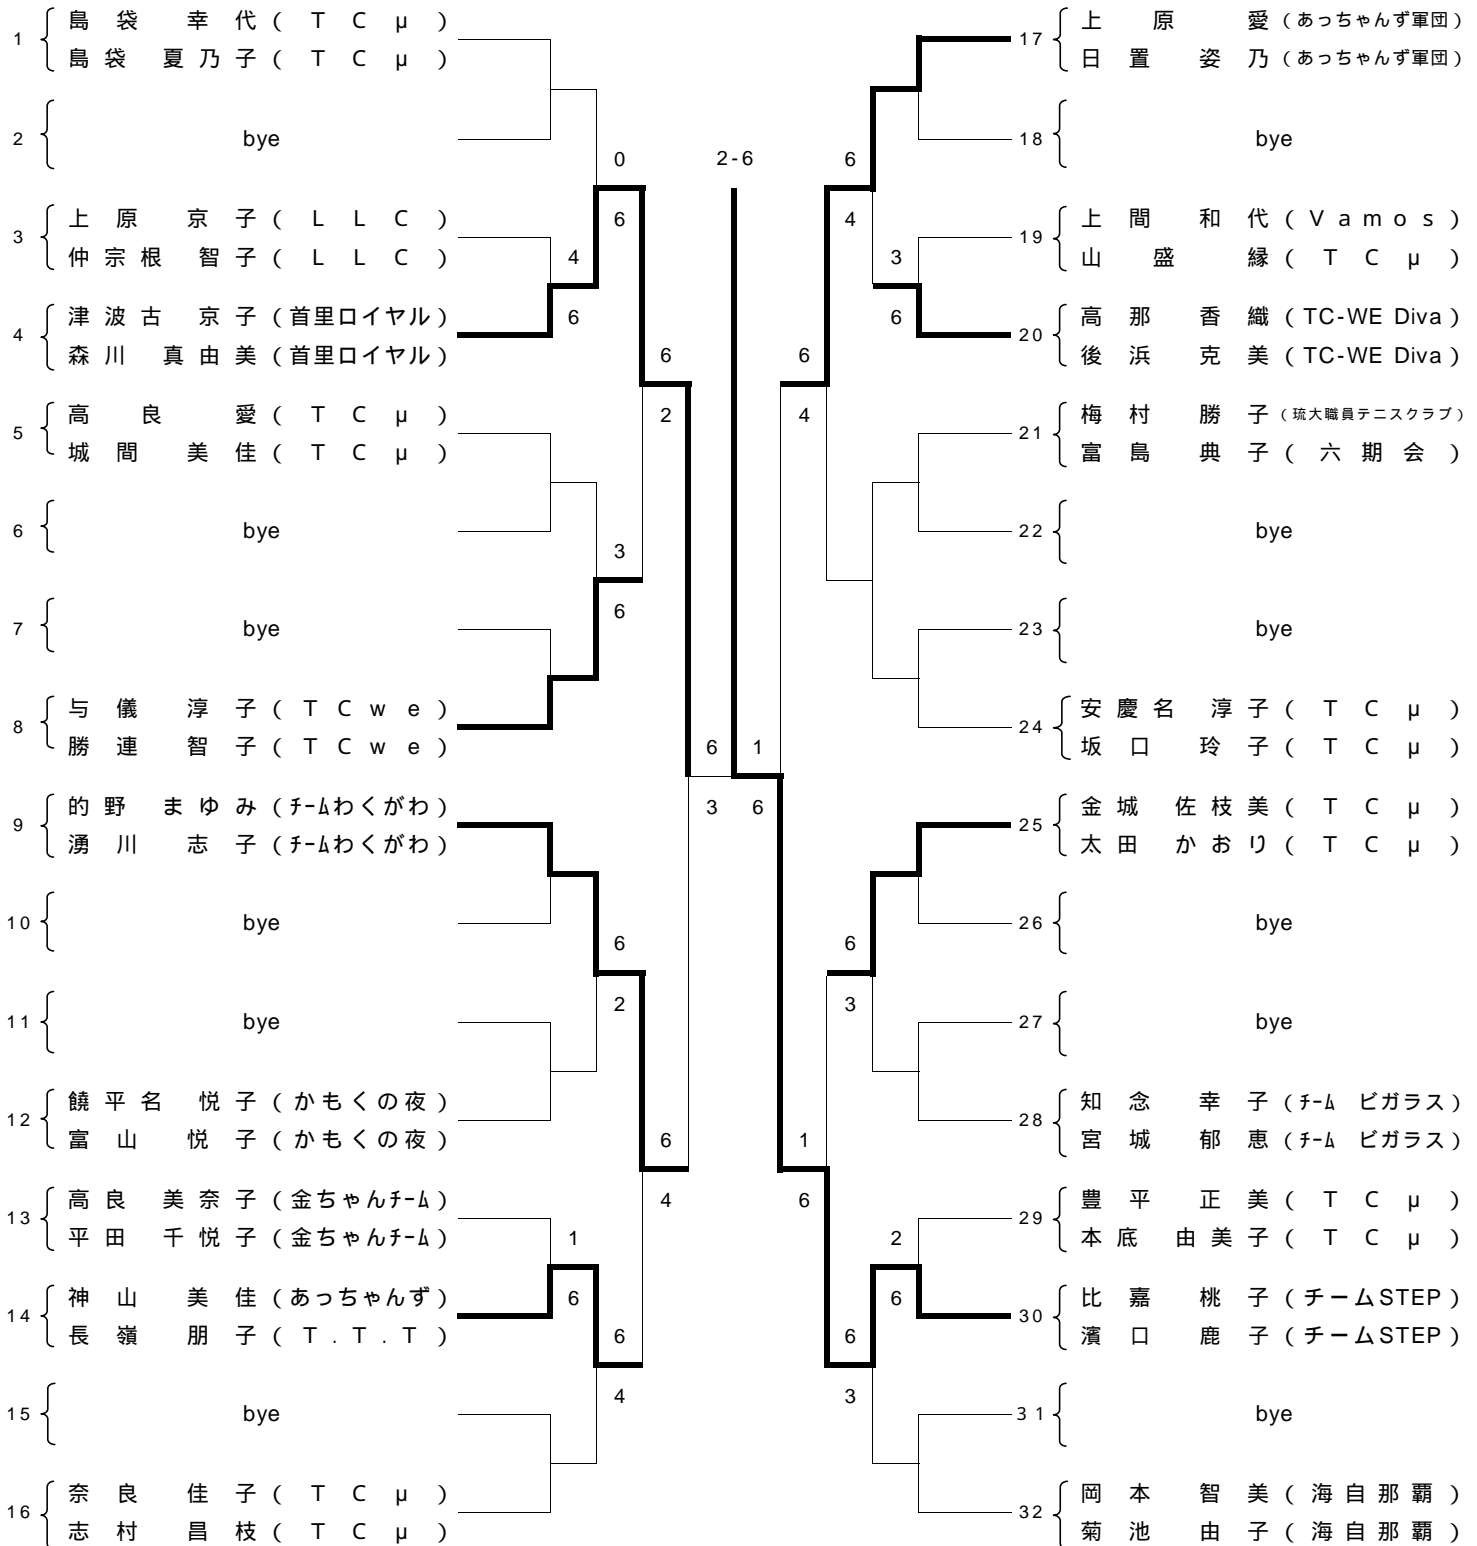 島袋 幸代 ( TCμ )
1
島袋 夏乃子 ( TCμ )
2 bye
上原 京子 ( LLC )
3
仲宗根 智子 ( LLC )
津波古 京子 (首里ロイヤル)
4
森川 真由美 (首里ロイヤル)
高良 愛 ( TCμ )
5
城間 美佳 ( TCμ )
6 bye
7 bye
与儀 淳子 ( TCwe )
8
勝連 智子 ( TCwe )
的野 まゆみ (チームわくがわ)
9
湧川 志子 (チームわくがわ)
10 bye
11 bye
饒平名 悦子 (かもくの夜)
12
富山 悦子 (かもくの夜)
高良 美奈子 (金ちゃんチーム)
13
平田 千悦子 (金ちゃんチーム)
神山 美佳 (あっちゃんず)
14
長嶺 朋子 ( T.T.T )
15 bye
奈良 佳子 ( TCμ )
16
志村 昌枝 ( TCμ )
0
6
4
6
6
2
3
6
6
3
6
2
6
4
1
6
6
4
2-6
6
4
3
6
6
4
1
6
6
3
1
6
2
6
6
3
上原 愛 (あっちゃんず軍団)
17
日置 姿乃 (あっちゃんず軍団)
18 bye
上間 和代 ( Vamos )
19
山盛 縁 ( TCμ )
高那 香織 (TC-WE Diva)
20
後浜 克美 (TC-WE Diva)
梅村 勝子 (琉大職員テニスクラブ)
21
富島 典子 ( 六期会 )
22 bye
23 bye
安慶名 淳子 ( TCμ )
24
坂口 玲子 ( TCμ )
金城 佐枝美 ( TCμ )
25
太田 かおり ( TCμ )
26 bye
27 bye
知念 幸子 (チーム ビガラス)
28
宮城 郁恵 (チーム ビガラス)
豊平 正美 ( TCμ )
29
本底 由美子 ( TCμ )
比嘉 桃子 (チームSTEP)
30
濱口 鹿子 (チームSTEP)
31 bye
岡本 智美 ( 海自那覇 )
32
菊池 由子 ( 海自那覇 )